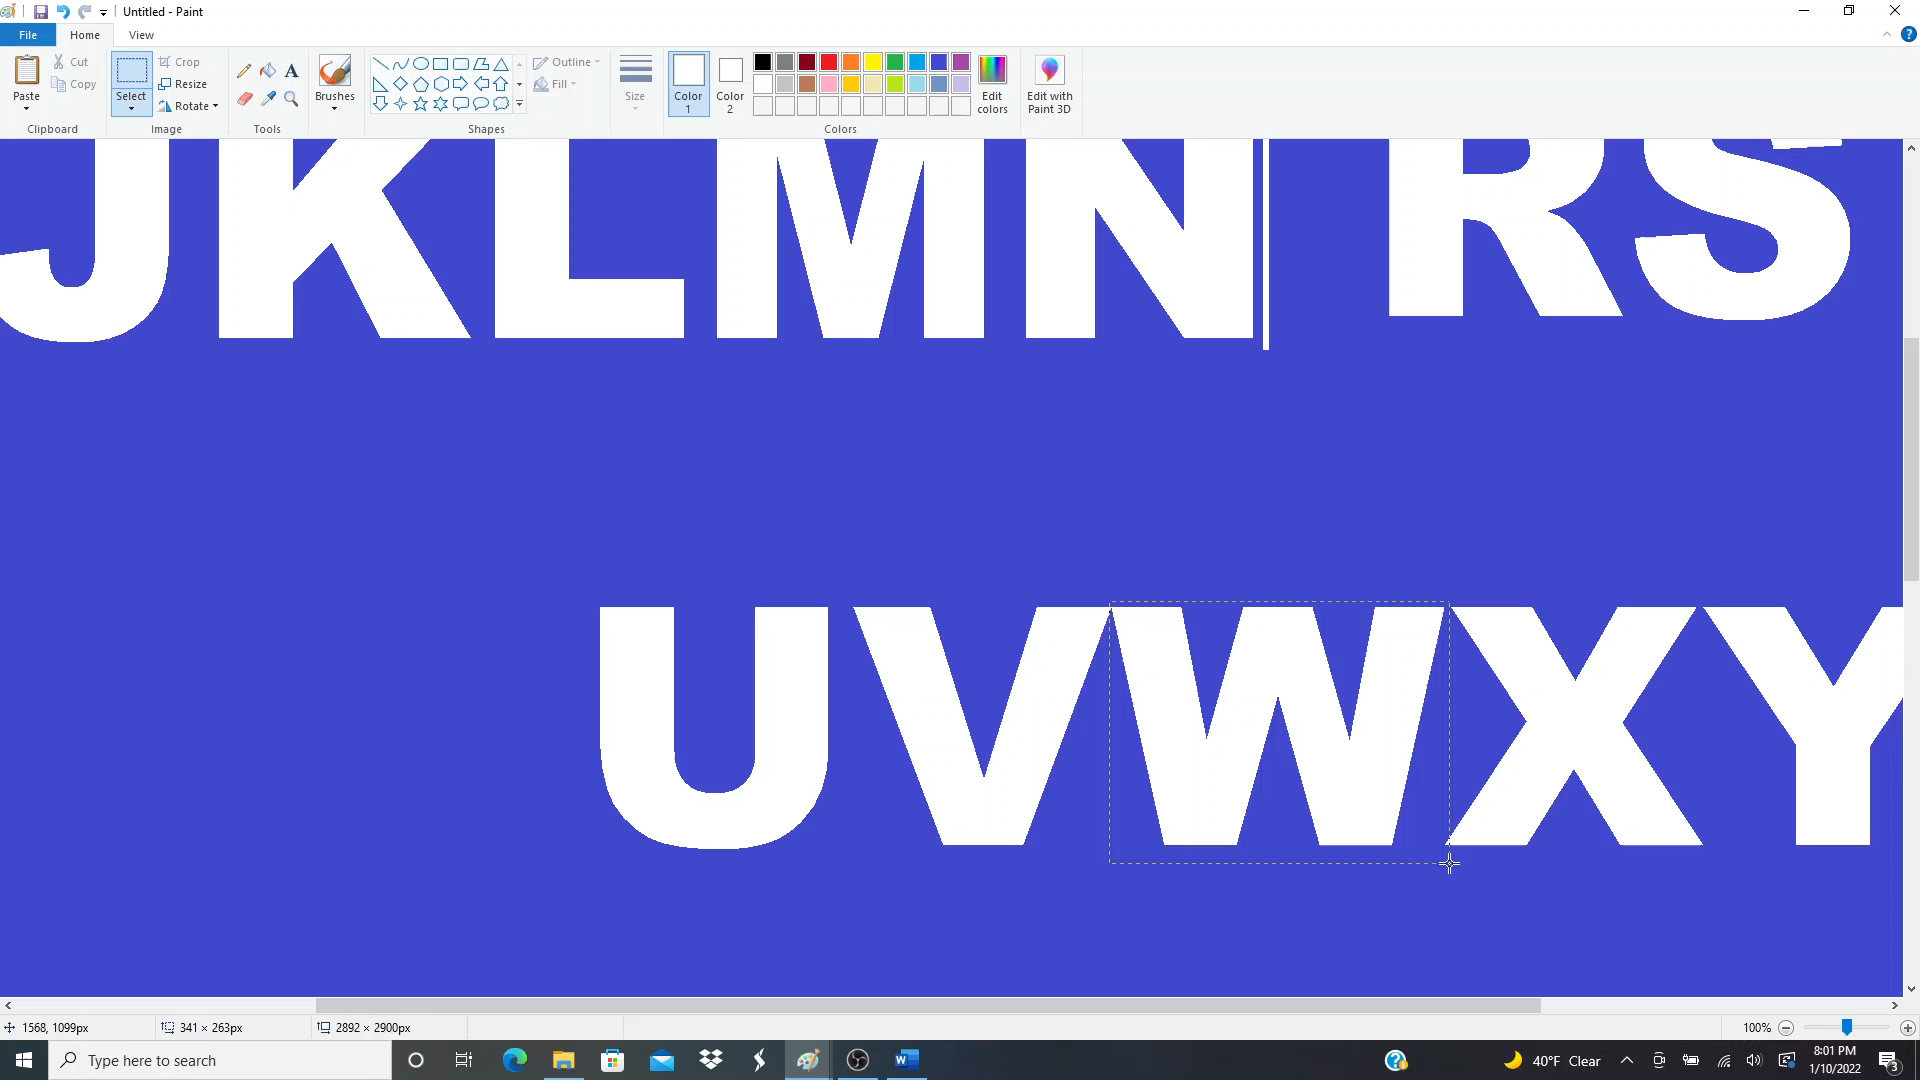 Untitled - Paint
File Home View
Paste Cut Copy Clipboard
Select Crop Resize Rotate Image
A Tools
Brushes
Shapes
Outline Fill
Size
Color 1 Color 2 Colors
Edit colors
Edit with Paint 3D
JKLMN RS
UVWXY
1568, 1099px 341 × 263px 2892 × 2900px 100%
Type here to search 40°F Clear 8:01 PM
1/10/2022 3